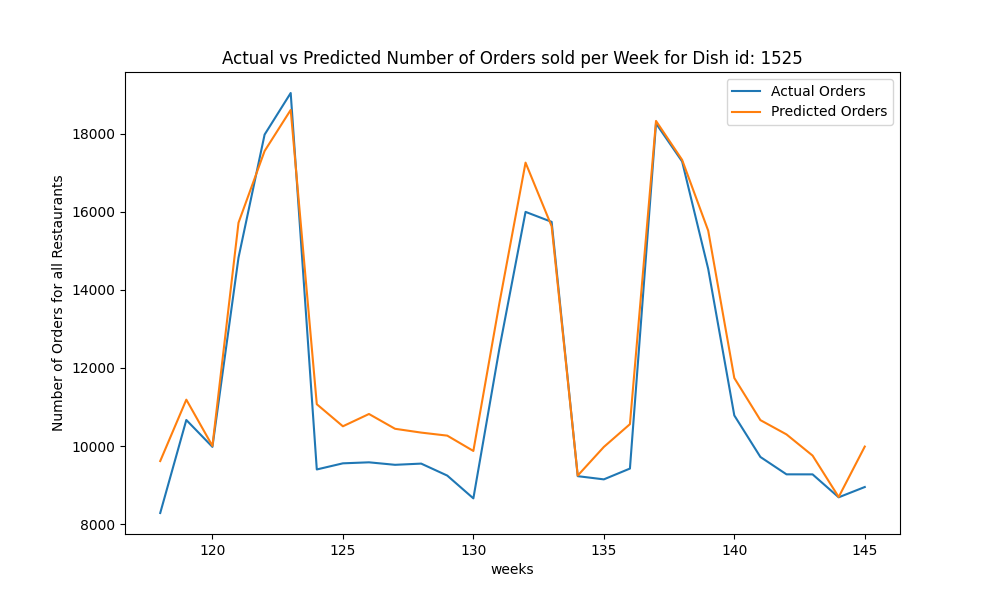 Actual vs Predicted Number of Orders sold per Week for Dish id: 1525
Actual Orders
Predicted Orders
Number of Orders for all Restaurants
18000
16000
14000
12000
10000
8000
120
125
130
135
140
145
weeks